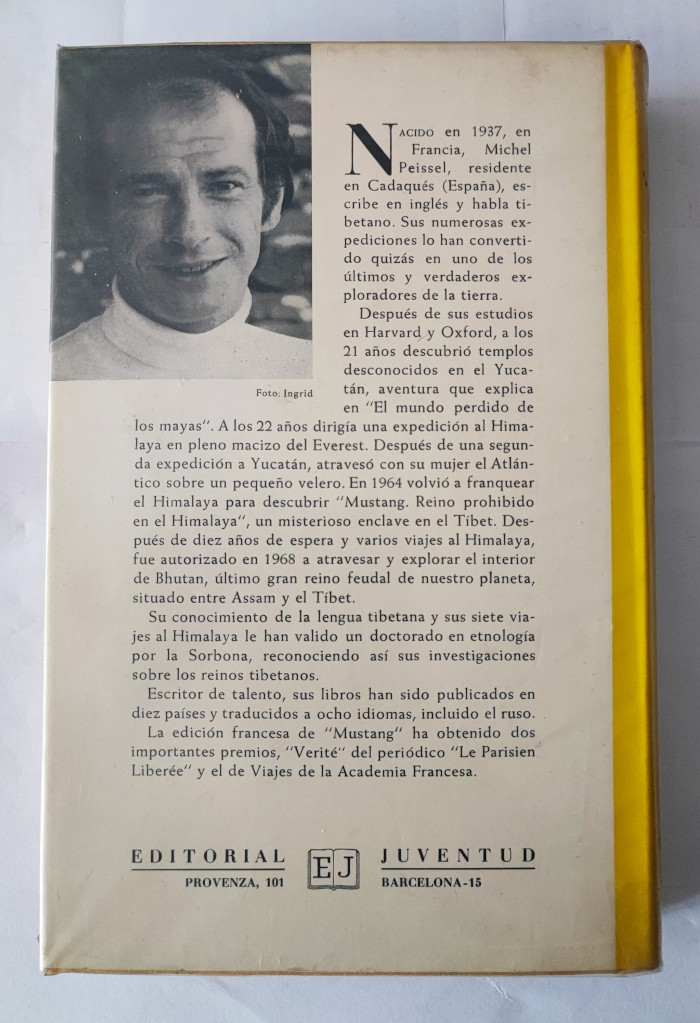 NACIDO en 1937, en
Francia, Michel
Peissel, residente
en Cadaqués (España), es-
cribe en inglés y habla ti-
betano. Sus numerosas ex-
pediciones lo han converti-
do quizás en uno de los
últimos y verdaderos ex-
ploradores de la tierra.
Después de sus estudios
en Harvard y Oxford, a los
21 años descubrió templos
desconocidos en el Yuca-
tán, aventura que explica
Foto: Ingrid
en "El mundo perdido de
los mayas". A los 22 años dirigía una expedición al Hima-
laya en pleno macizo del Everest. Después de una segun-
da expedición a Yucatán, atravesó con su mujer el Atlán-
tico sobre un pequeño velero. En 1964 volvió a franquear
el Himalaya para descubrir "Mustang. Reino prohibido
en el Himalaya", un misterioso enclave en el Tíbet. Des-
pués de diez años de espera y varios viajes al Himalaya,
fue autorizado en 1968 a atravesar y explorar el interior
de Bhutan, último gran reino feudal de nuestro planeta,
situado entre Assam y el Tíbet.
Su conocimiento de la lengua tibetana y sus siete via-
jes al Himalaya le han valido un doctorado en etnología
por la Sorbona, reconociendo así sus investigaciones
sobre los reinos tibetanos.
Escritor de talento, sus libros han sido publicados en
diez países y traducidos a ocho idiomas, incluido el ruso.
La edición francesa de "Mustang" ha obtenido dos
importantes premios, "Verité" del periódico "Le Parisien
Liberée" y el de Viajes de la Academia Francesa.
EDITORIAL EJ JUVENTUD
PROVENZA, 101 BARCELONA-15